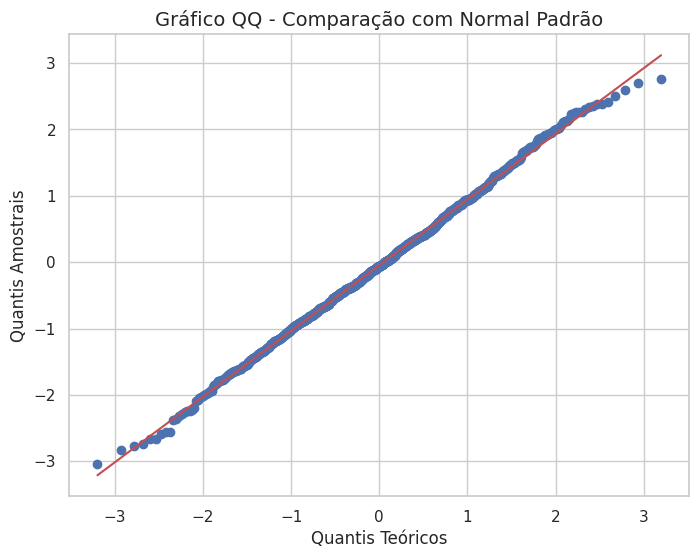 Gráfico QQ - Comparação com Normal Padrão
3
2
1
0
−1
−2
−3
Quantis Amostrais
−3 −2 −1 0 1 2 3
Quantis Teóricos